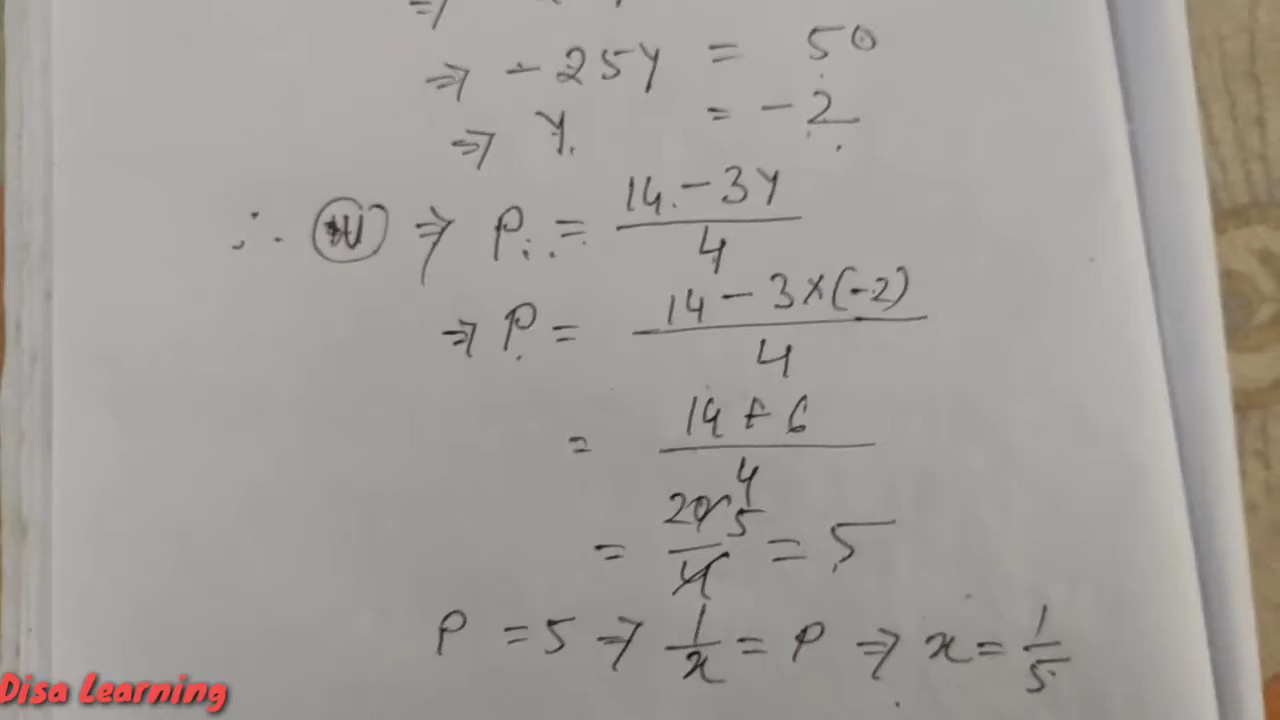 ⇒ -25y = 50
⇒ y = -2
∴ ⇒ P = (14 - 3y)/4
⇒ P = (14 - 3×(-2))/4
= (14 + 6)/4
= 20/4 5 = 5
P = 5 ⇒ 1/x = P ⇒ x = 1/5
Disa Learning